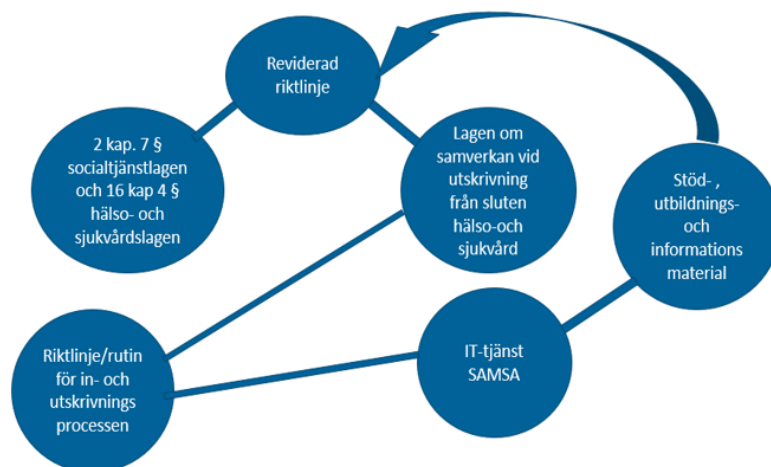 Reviderad
riktlinje
2 kap. 7 §
socialtjänstlagen
och 16 kap 4 §
hälso- och
sjukvårdslagen
Lagen om
samverkan vid
utskrivning
från sluten
hälso-och
sjukvård
Stöd- ,
utbildnings-
och
informations
material
Riktlinje/rutin
för in- och
utskrivnings
processen
IT-tjänst
SAMSA